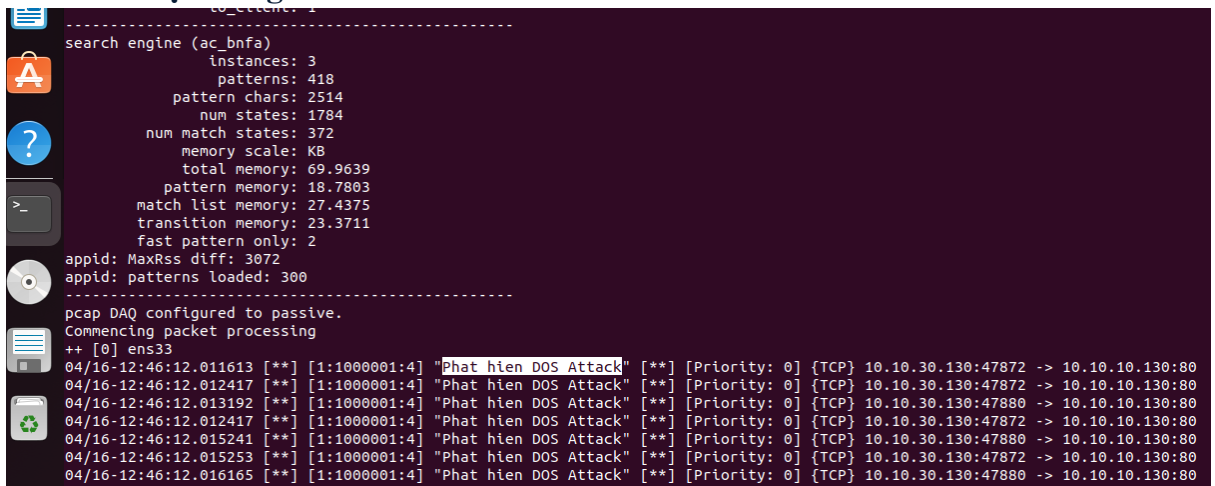 to_client: 1
--------------------------------------------------
search engine (ac_bnfa)
instances: 3
patterns: 418
pattern chars: 2514
num states: 1784
num match states: 372
memory scale: KB
total memory: 69.9639
pattern memory: 18.7803
match list memory: 27.4375
transition memory: 23.3711
fast pattern only: 2
appid: MaxRss diff: 3072
appid: patterns loaded: 300
--------------------------------------------------
pcap DAQ configured to passive.
Commencing packet processing
++ [0] ens33
04/16-12:46:12.011613 [**] [1:1000001:4] "Phat hien DOS Attack" [**] [Priority: 0] {TCP} 10.10.30.130:47872 -> 10.10.10.130:80
04/16-12:46:12.012417 [**] [1:1000001:4] "Phat hien DOS Attack" [**] [Priority: 0] {TCP} 10.10.30.130:47872 -> 10.10.10.130:80
04/16-12:46:12.013192 [**] [1:1000001:4] "Phat hien DOS Attack" [**] [Priority: 0] {TCP} 10.10.30.130:47880 -> 10.10.10.130:80
04/16-12:46:12.012417 [**] [1:1000001:4] "Phat hien DOS Attack" [**] [Priority: 0] {TCP} 10.10.30.130:47872 -> 10.10.10.130:80
04/16-12:46:12.015241 [**] [1:1000001:4] "Phat hien DOS Attack" [**] [Priority: 0] {TCP} 10.10.30.130:47880 -> 10.10.10.130:80
04/16-12:46:12.015253 [**] [1:1000001:4] "Phat hien DOS Attack" [**] [Priority: 0] {TCP} 10.10.30.130:47872 -> 10.10.10.130:80
04/16-12:46:12.016165 [**] [1:1000001:4] "Phat hien DOS Attack" [**] [Priority: 0] {TCP} 10.10.30.130:47880 -> 10.10.10.130:80